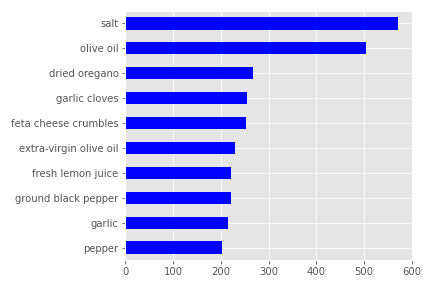 salt
olive oil
dried oregano
garlic cloves
feta cheese crumbles
extra-virgin olive oil
fresh lemon juice
ground black pepper
garlic
pepper
0 100 200 300 400 500 600